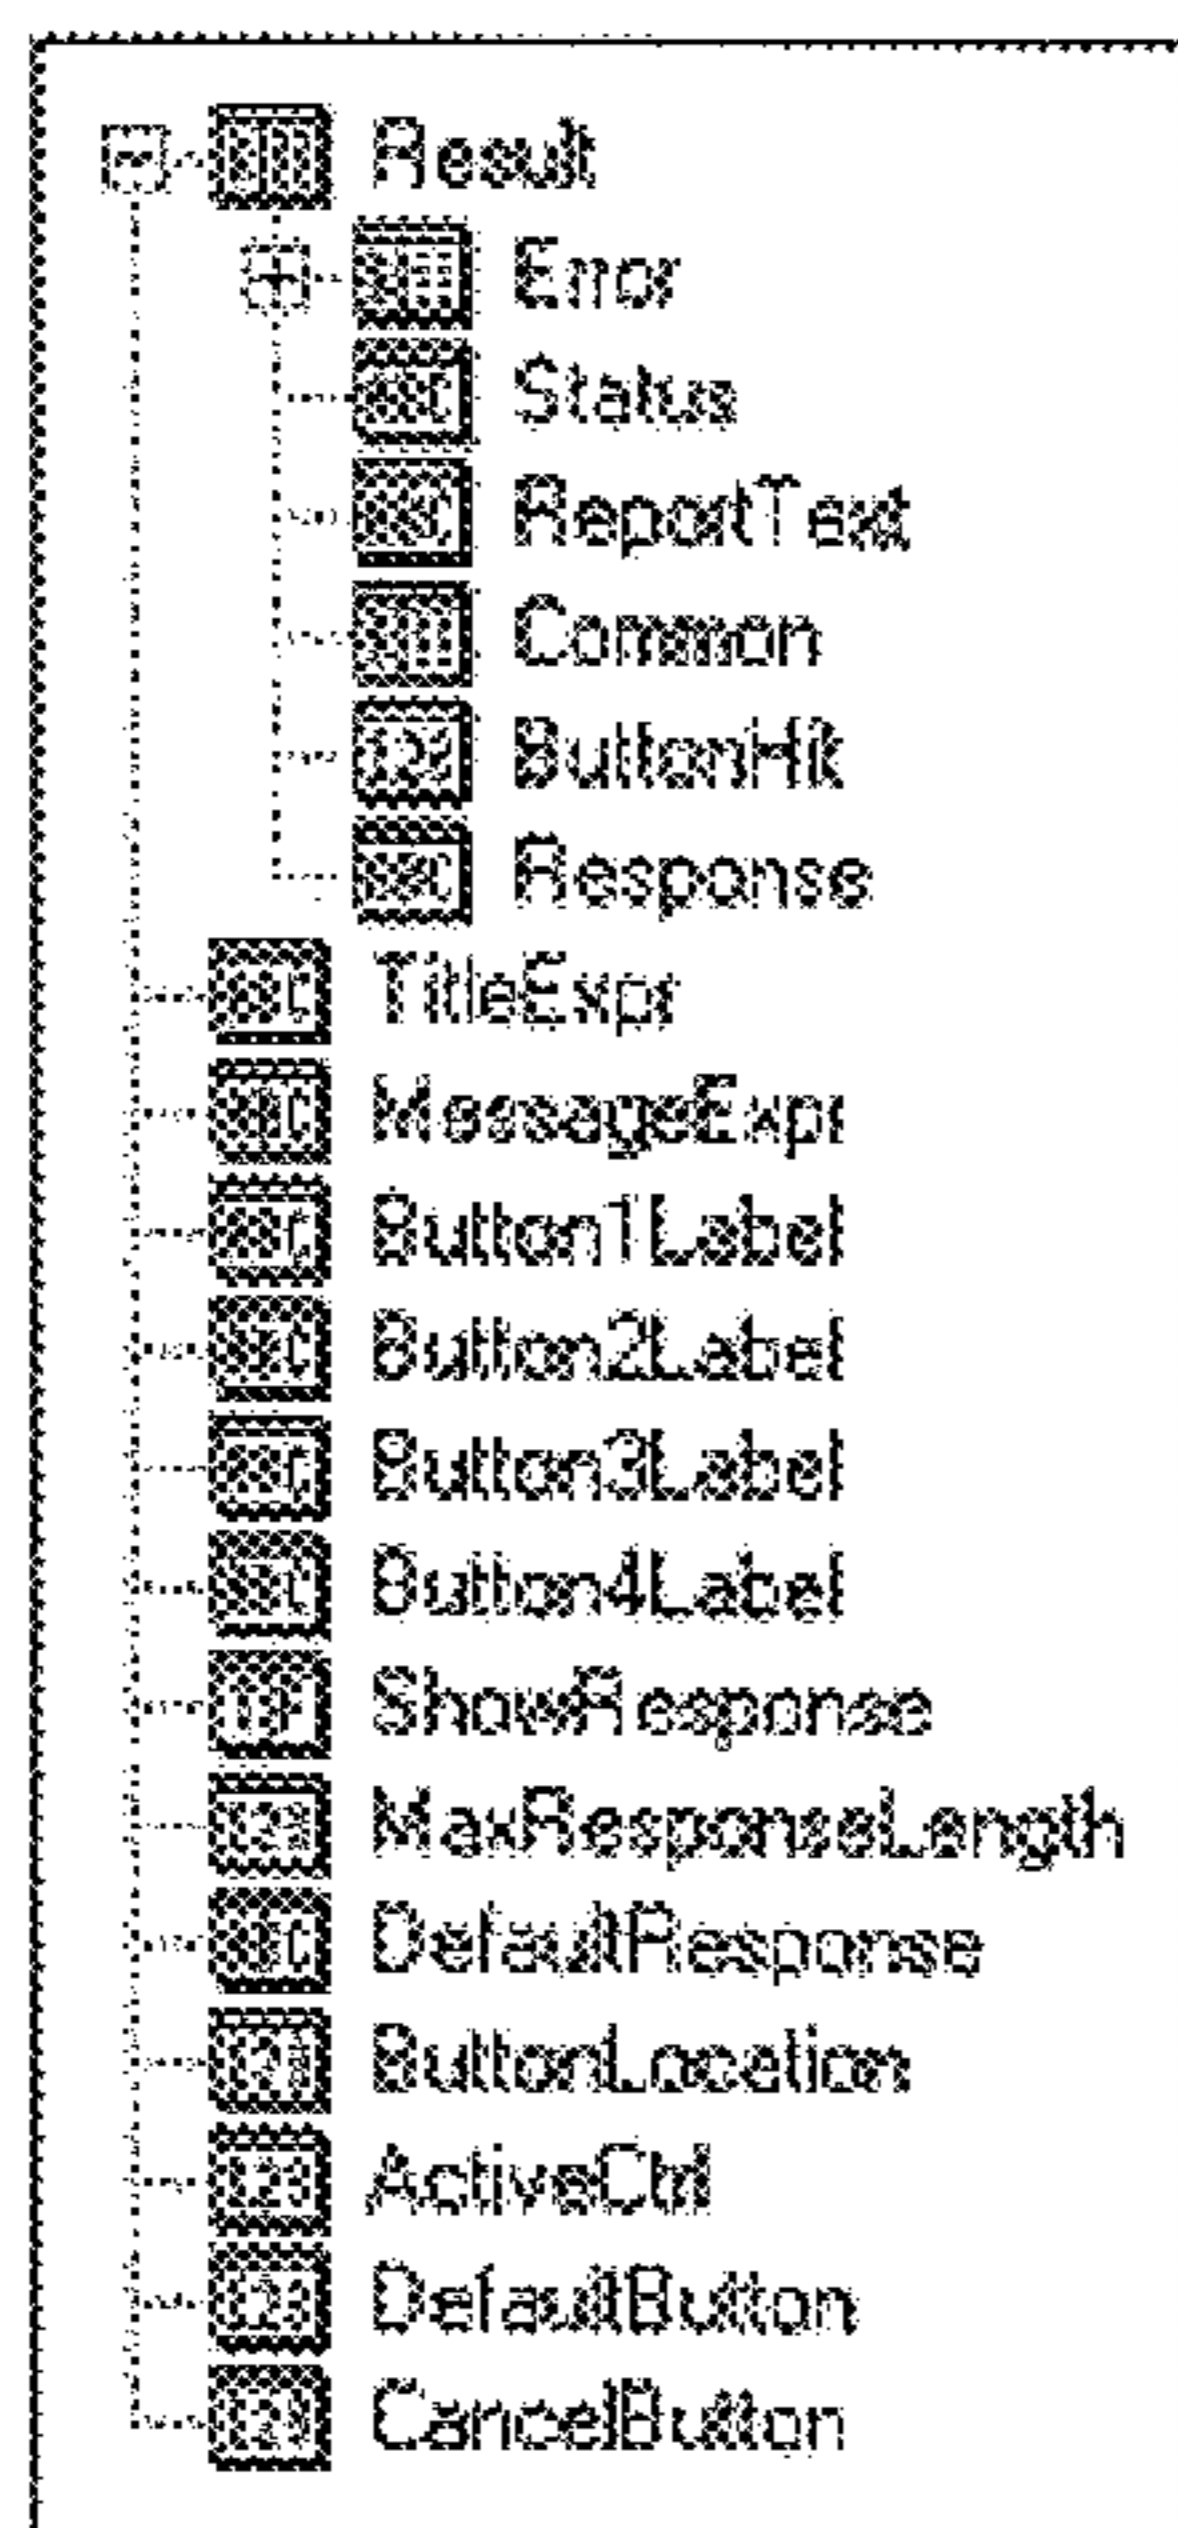 Result
Error
Status
ReportText
Common
ButtonHit
Response
TitleExpr
MessageExpr
Button1Label
Button2Label
Button3Label
Button4Label
ShowResponse
MaxResponseLength
DefaultResponse
ButtonLocation
ActiveCtrl
DefaultButton
CancelButton